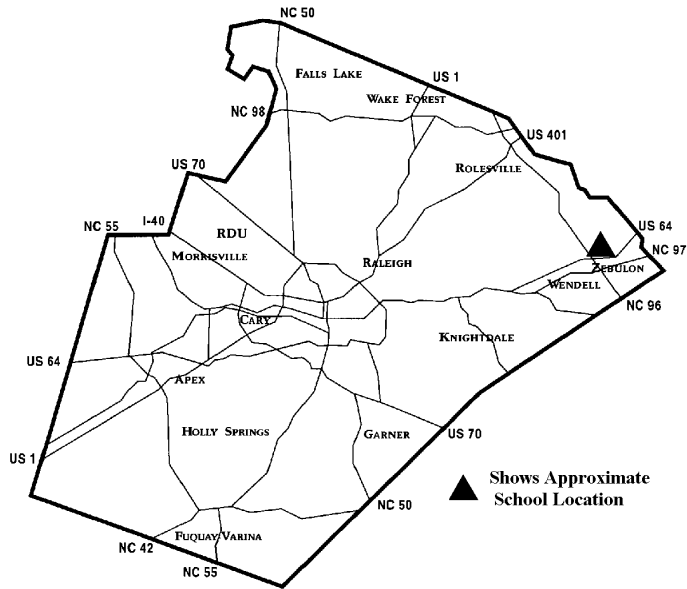 NC 50
FALLS LAKE
US 1
WAKE FOREST
NC 98
US 401
US 70
ROLESVILLE
NC 55
I-40
RDU
US 64
MORRISVILLE
RALEIGH
NC 97
ZEBULON
WENDELL
NC 96
CARY
KNIGHTDALE
US 64
APEX
HOLLY SPRINGS
GARNER
US 70
US 1
Shows Approximate
School Location
NC 50
FUQUAY-VARINA
NC 42
NC 55